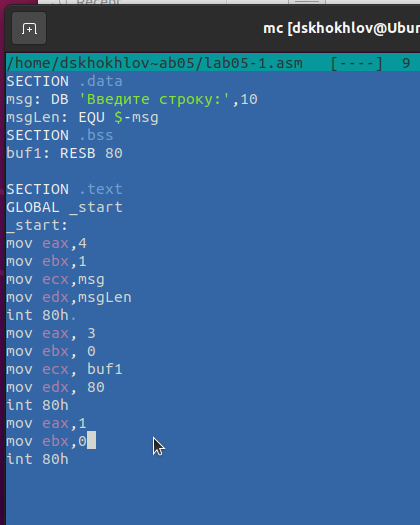 mc [dskhokhlov@Ubun
/home/dskhokhlov~ab05/lab05-1.asm [----] 9
SECTION .data
msg: DB 'Введите строку:',10
msgLen: EQU $-msg
SECTION .bss
buf1: RESB 80
SECTION .text
GLOBAL _start
_start:
mov eax,4
mov ebx,1
mov ecx,msg
mov edx,msgLen
int 80h.
mov eax, 3
mov ebx, 0
mov ecx, buf1
mov edx, 80
int 80h
mov eax,1
mov ebx,0
int 80h